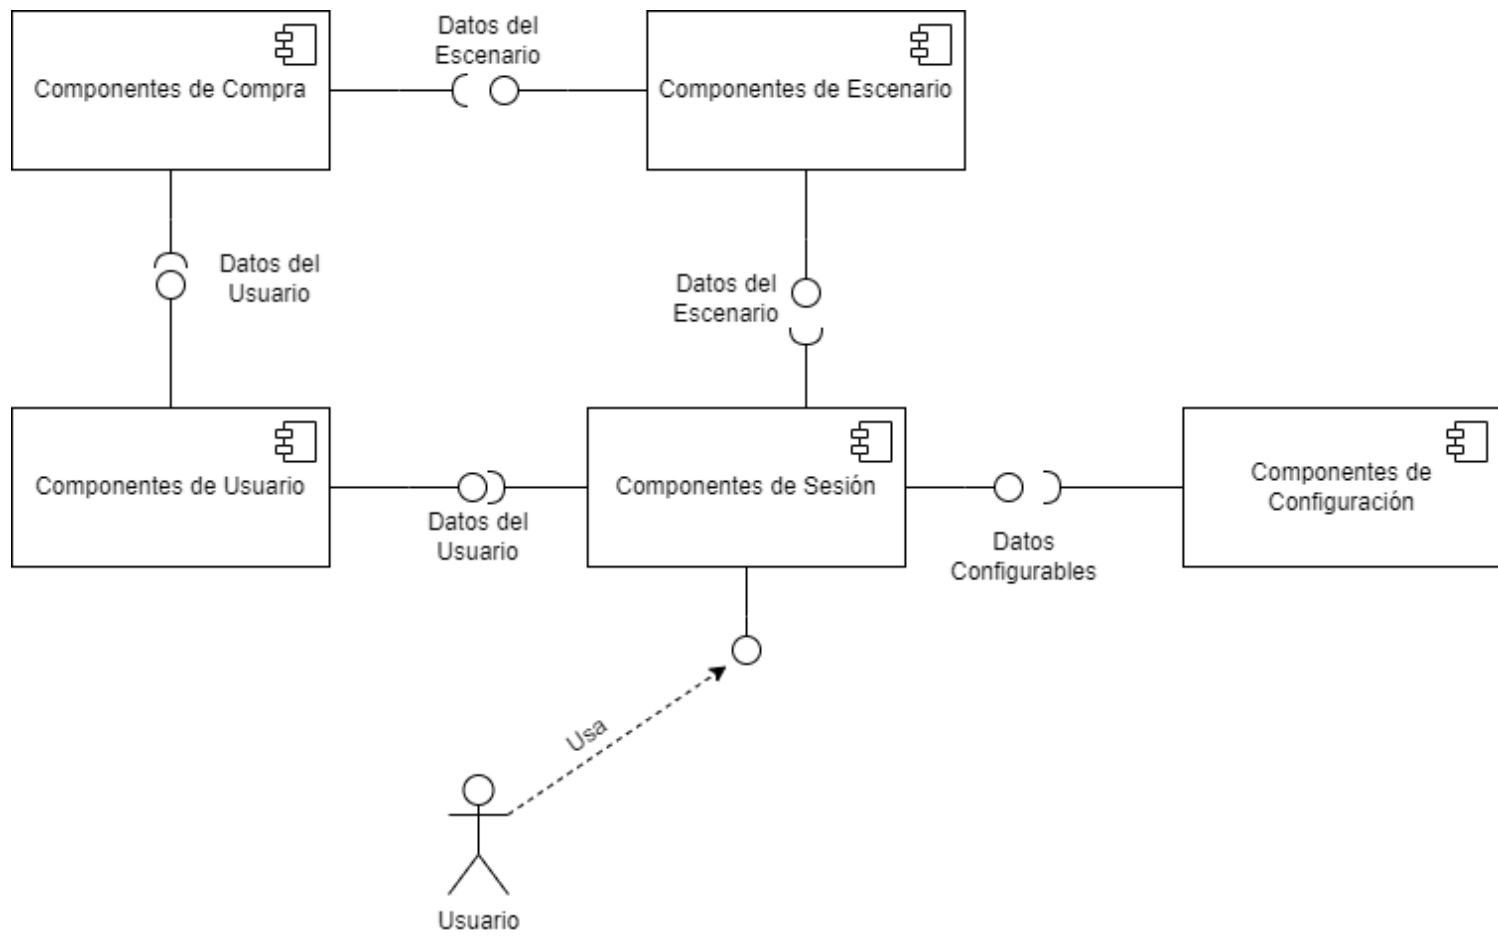 Datos del
Escenario
Componentes de Compra
Componentes de Escenario
Datos del
Usuario
Datos del
Escenario
Componentes de Usuario
Datos del
Usuario
Componentes de Sesión
Datos
Configurables
Componentes de
Configuración
Usa
Usuario